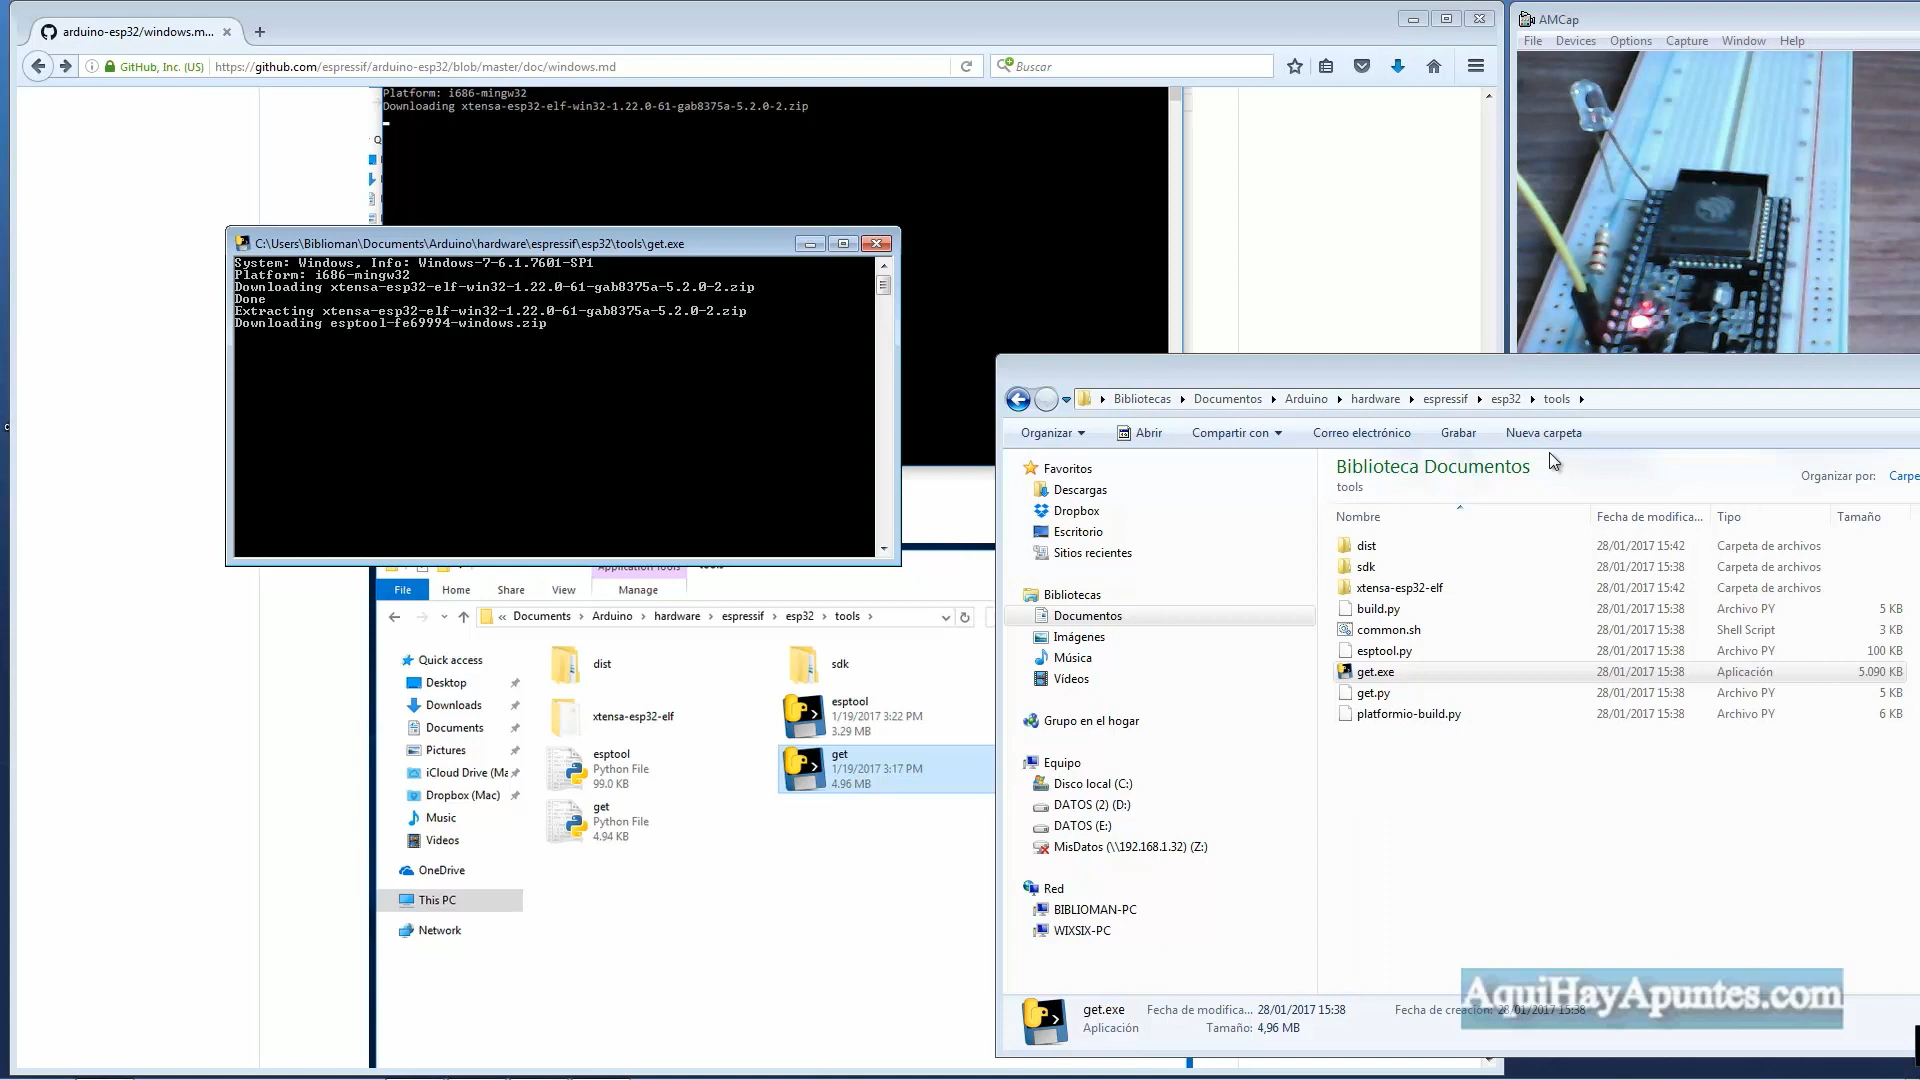 arduino-esp32/windows.m...
GitHub, Inc. (US)
https://github.com/espressif/arduino-esp32/blob/master/doc/windows.md
Buscar
Platform: i686-mingw32
Downloading xtensa-esp32-elf-win32-1.22.0-61-gab8375a-5.2.0-2.zip
C:\Users\Biblioman\Documents\Arduino\hardware\espressif\esp32\tools\get.exe
System: Windows, Info: Windows-7-6.1.7601-SP1
Platform: i686-mingw32
Downloading xtensa-esp32-elf-win32-1.22.0-61-gab8375a-5.2.0-2.zip
Done
Extracting xtensa-esp32-elf-win32-1.22.0-61-gab8375a-5.2.0-2.zip
Downloading esptool-fe69994-windows.zip
File Home Share View Manage
« Documents Arduino hardware espressif esp32 tools
Quick access
Desktop
Downloads
Documents
Pictures
iCloud Drive (Ma
Dropbox (Mac)
Music
Videos
OneDrive
This PC
Network
dist
sdk
xtensa-esp32-elf
esptool
1/19/2017 3:22 PM
3.29 MB
esptool
Python File
99.0 KB
get
1/19/2017 3:17 PM
4.96 MB
get
Python File
4.94 KB
AMCap
File Devices Options Capture Window Help
Bibliotecas Documentos Arduino hardware espressif esp32 tools
Organizar Abrir Compartir con Correo electrónico Grabar Nueva carpeta
Favoritos
Descargas
Dropbox
Escritorio
Sitios recientes
Bibliotecas
Documentos
Imágenes
Música
Vídeos
Grupo en el hogar
Equipo
Disco local (C:)
DATOS (2) (D:)
DATOS (E:)
MisDatos (\\192.168.1.32) (Z:)
Red
BIBLIOMAN-PC
WIXSIX-PC
Biblioteca Documentos
tools
Organizar por: Carpe
Nombre Fecha de modifica... Tipo Tamaño
dist 28/01/2017 15:42 Carpeta de archivos
sdk 28/01/2017 15:38 Carpeta de archivos
xtensa-esp32-elf 28/01/2017 15:42 Carpeta de archivos
build.py 28/01/2017 15:38 Archivo PY 5 KB
common.sh 28/01/2017 15:38 Shell Script 3 KB
esptool.py 28/01/2017 15:38 Archivo PY 100 KB
get.exe 28/01/2017 15:38 Aplicación 5.090 KB
get.py 28/01/2017 15:38 Archivo PY 5 KB
platformio-build.py 28/01/2017 15:38 Archivo PY 6 KB
get.exe Fecha de modifica... 28/01/2017 15:38 Fecha de creación: 28/01/2017 15:38
Aplicación Tamaño: 4,96 MB
AquiHayApuntes.com